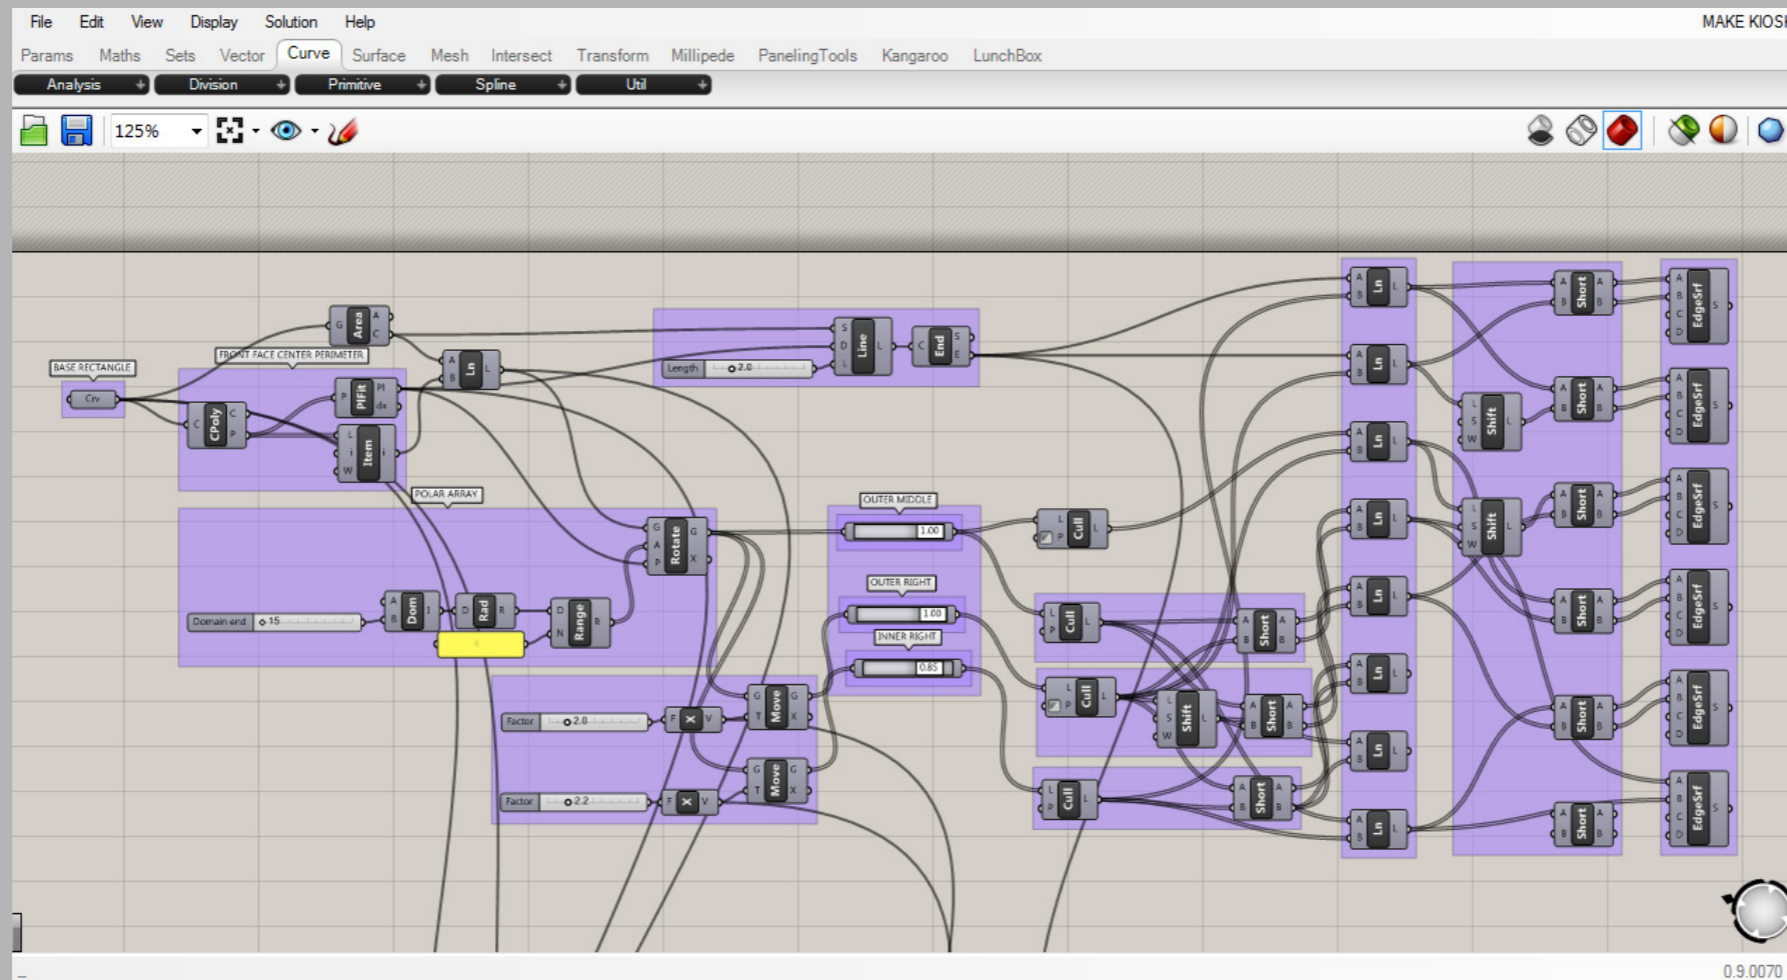 File Edit View Display Solution Help MAKE KIOSK
Params Maths Sets Vector Curve Surface Mesh Intersect Transform Millipede PanelingTools Kangaroo LunchBox
Analysis Division Primitive Spline Util
125%
BASE RECTANGLE
Crv
FRONT FACE CENTER PERIMETER
G Area A C
C CPoly C P
P PlFit Pl dx
L i W Item i
A B Ln L
Length 2.0
S D L Line L
C End S E
POLAR ARRAY
Domain end 15
A B Dom I
D Rad R
D N Range R
G A P Rotate G X
Factor 2.0
F X V
G T Move G X
Factor 2.2
F X V
G T Move G X
OUTER MIDDLE
1.00
OUTER RIGHT
1.00
INNER RIGHT
0.85
L P Cull L
L P Cull L
A B Short A B
L P Cull L
L S W Shift L
A B Short A B
L P Cull L
A B Short A B
A B Ln L
A B Ln L
A B Ln L
A B Ln L
A B Ln L
A B Ln L
A B Ln L
A B Ln L
L S W Shift L
L S W Shift L
A B Short A B
A B Short A B
A B Short A B
A B Short A B
A B Short A B
A B Short A B
A B C D EdgeSrf S
A B C D EdgeSrf S
A B C D EdgeSrf S
A B C D EdgeSrf S
A B C D EdgeSrf S
A B C D EdgeSrf S
0.9.0070